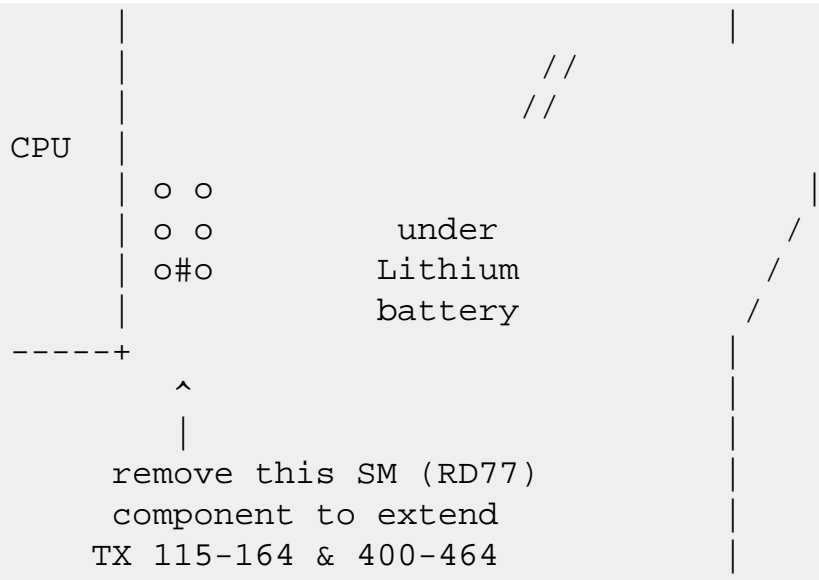 |                             |
      |                    //
      |                   //
CPU   |
      | o o                             |
      | o o         under              /
      | o#o        Lithium            /
      |            battery           /
-----+                              |
        ^                           |
        |                           |
     remove this SM (RD77)          |
     component to extend            |
    TX 115-164 & 400-464            |